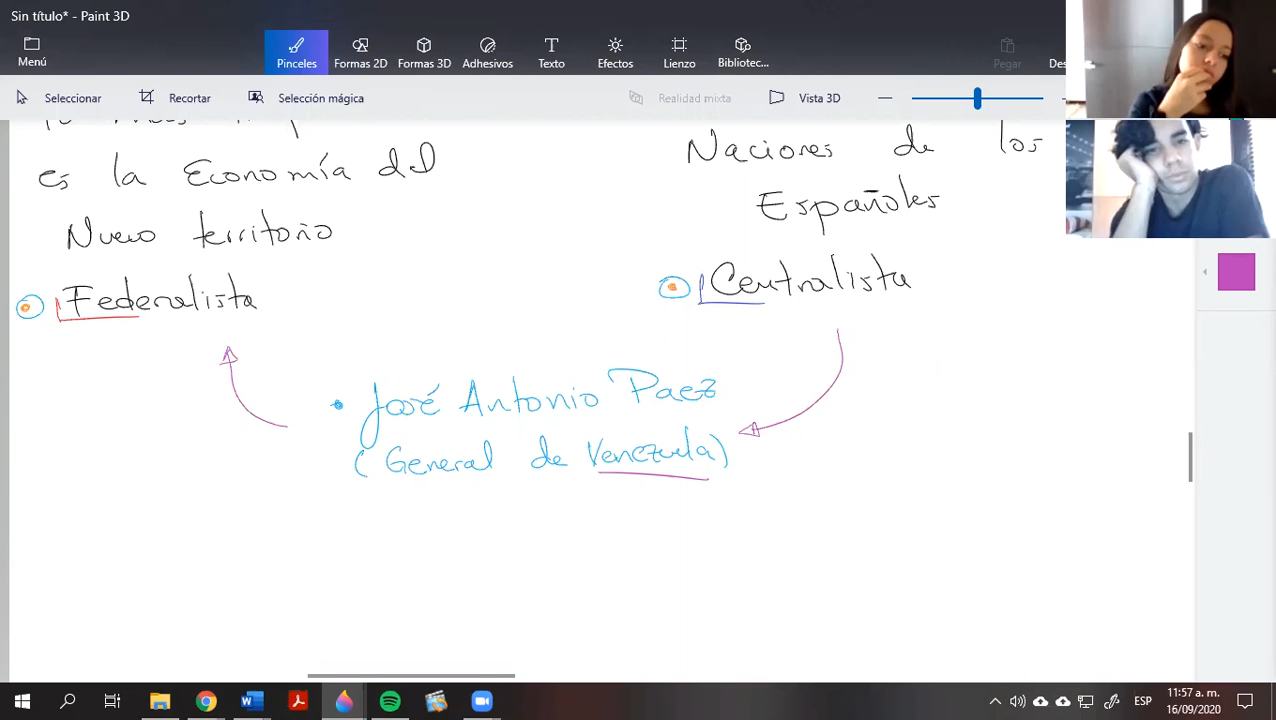 Sin título* - Paint 3D
Menú
Pinceles
Formas 2D
Formas 3D
Adhesivos
Texto
Efectos
Lienzo
Bibliotec...
Pegar
Des
Seleccionar
Recortar
Selección mágica
Realidad mixta
Vista 3D
es la Economía del
Nuevo territorio
Federalista
Naciones de los
Españoles
Centralista
José Antonio Paez
(General de Venezuela)
ESP
11:57 a. m.
16/09/2020